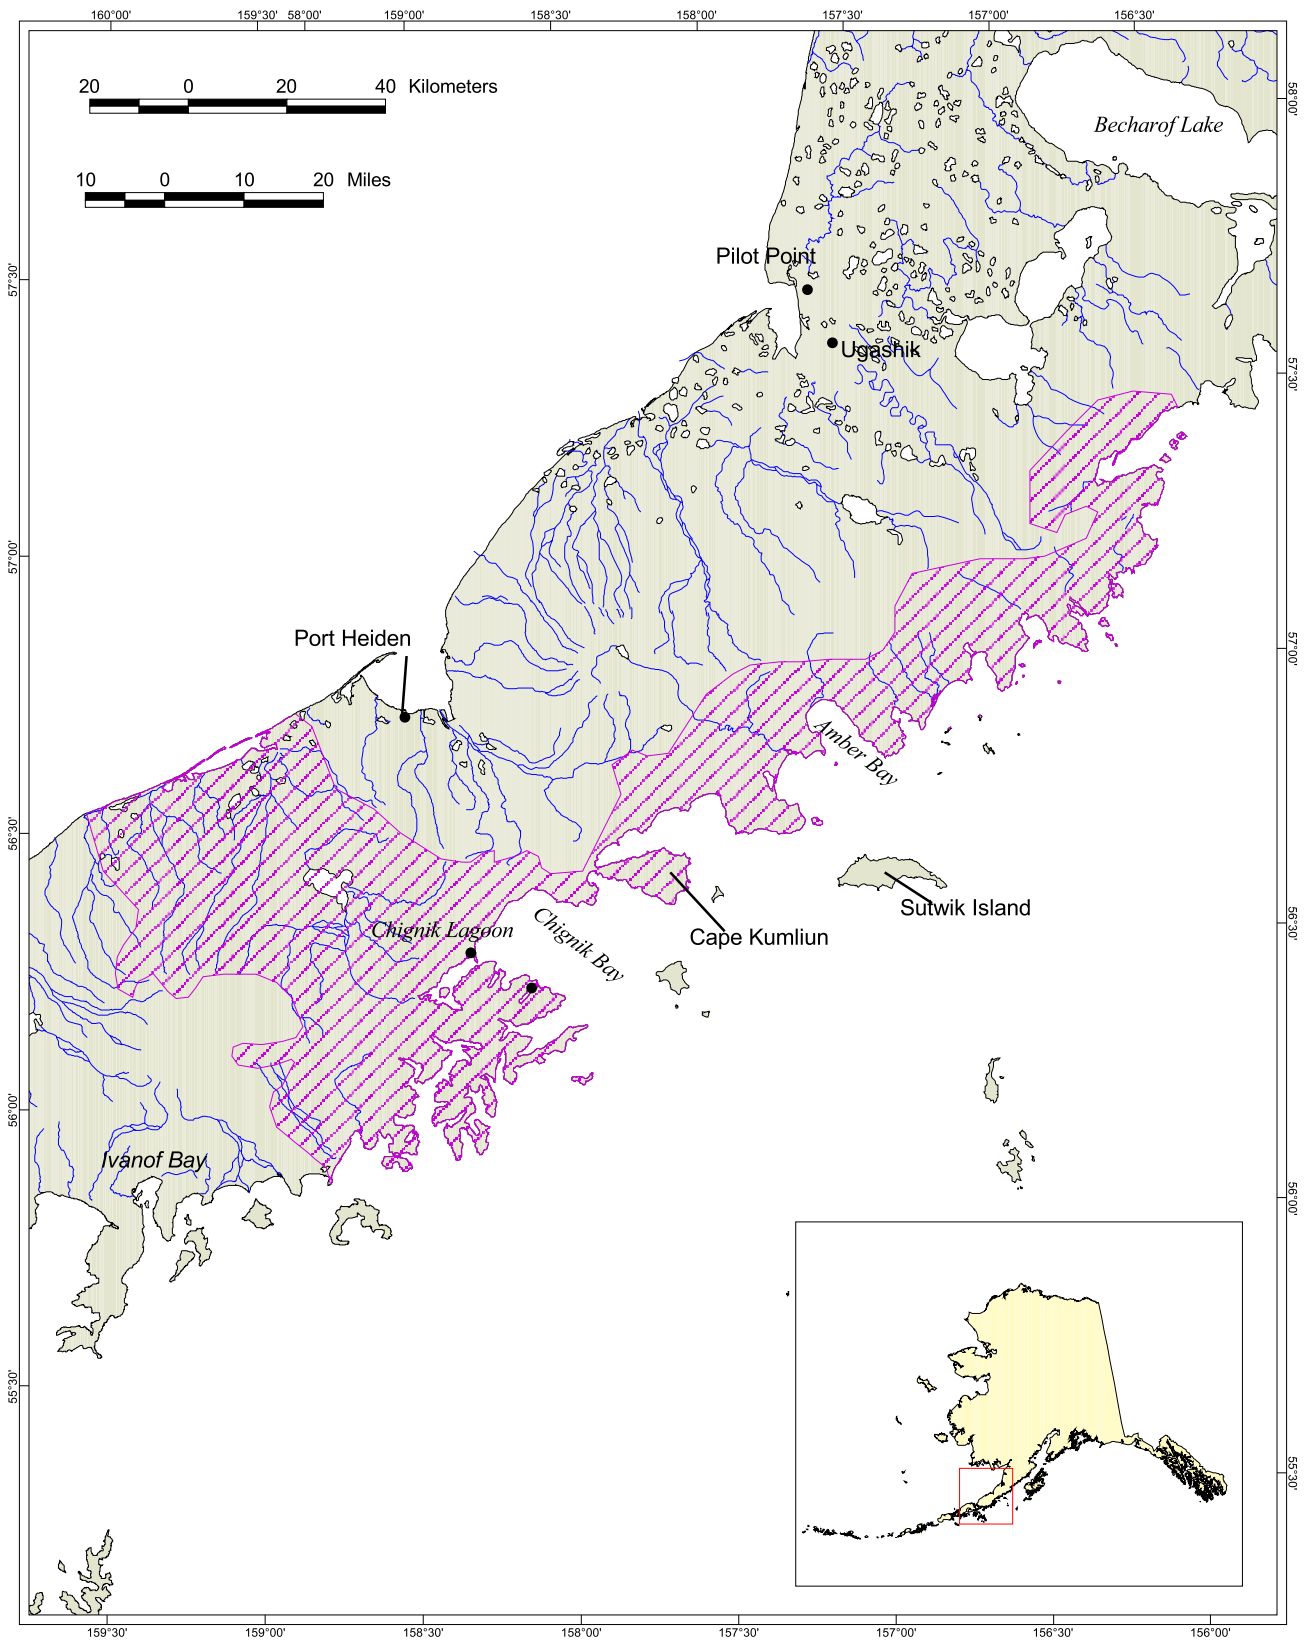 160°00' 159°30' 158°00' 159°00' 158°30' 158°00' 157°30' 157°00' 156°30'
20 0 20 40 Kilometers
10 0 10 20 Miles
58°00'
Becharof Lake
Pilot Point
57°30'
Ugashik
57°30'
57°00'
Port Heiden
57°00'
Amber Bay
56°30'
Sutwik Island
Chignik Lagoon
Chignik Bay
Cape Kumliun
56°30'
56°00'
Ivanof Bay
56°00'
55°30'
55°30'
159°30' 159°00' 158°30' 158°00' 157°30' 157°00' 156°30' 156°00'